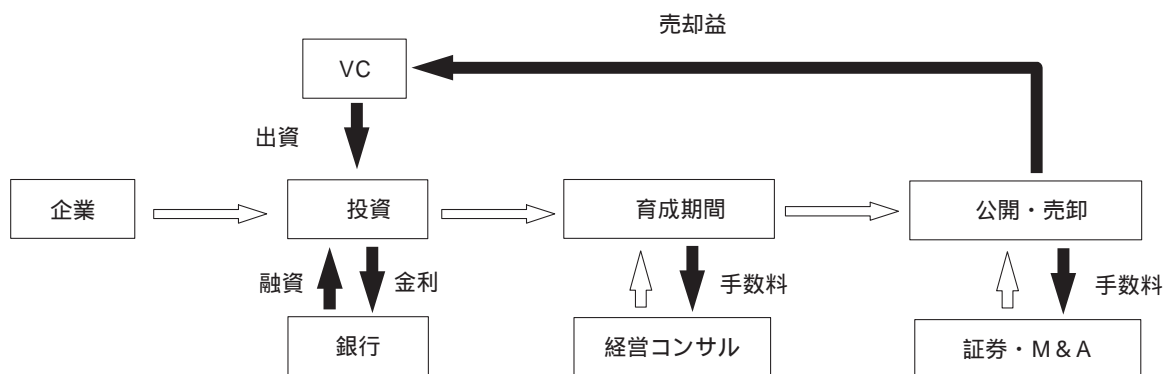 売却益
VC
出資
企業
投資
育成期間
公開・売卸
融資
金利
手数料
手数料
銀行
経営コンサル
証券・M&A